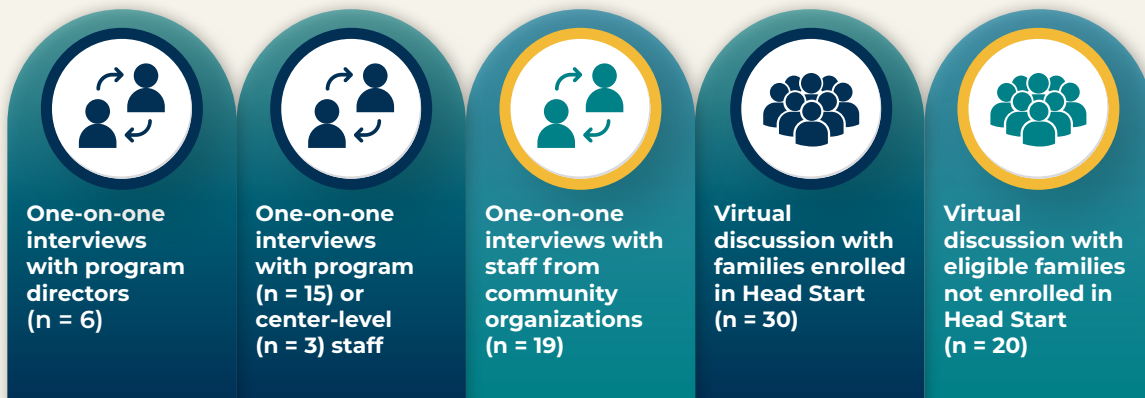 One-on-one
interviews
with program
directors
(n = 6)
One-on-one
interviews
with program
(n = 15) or
center-level
(n = 3) staff
One-on-one
interviews with
staff from
community
organizations
(n = 19)
Virtual
discussion with
families enrolled
in Head Start
(n = 30)
Virtual
discussion with
eligible families
not enrolled in
Head Start
(n = 20)